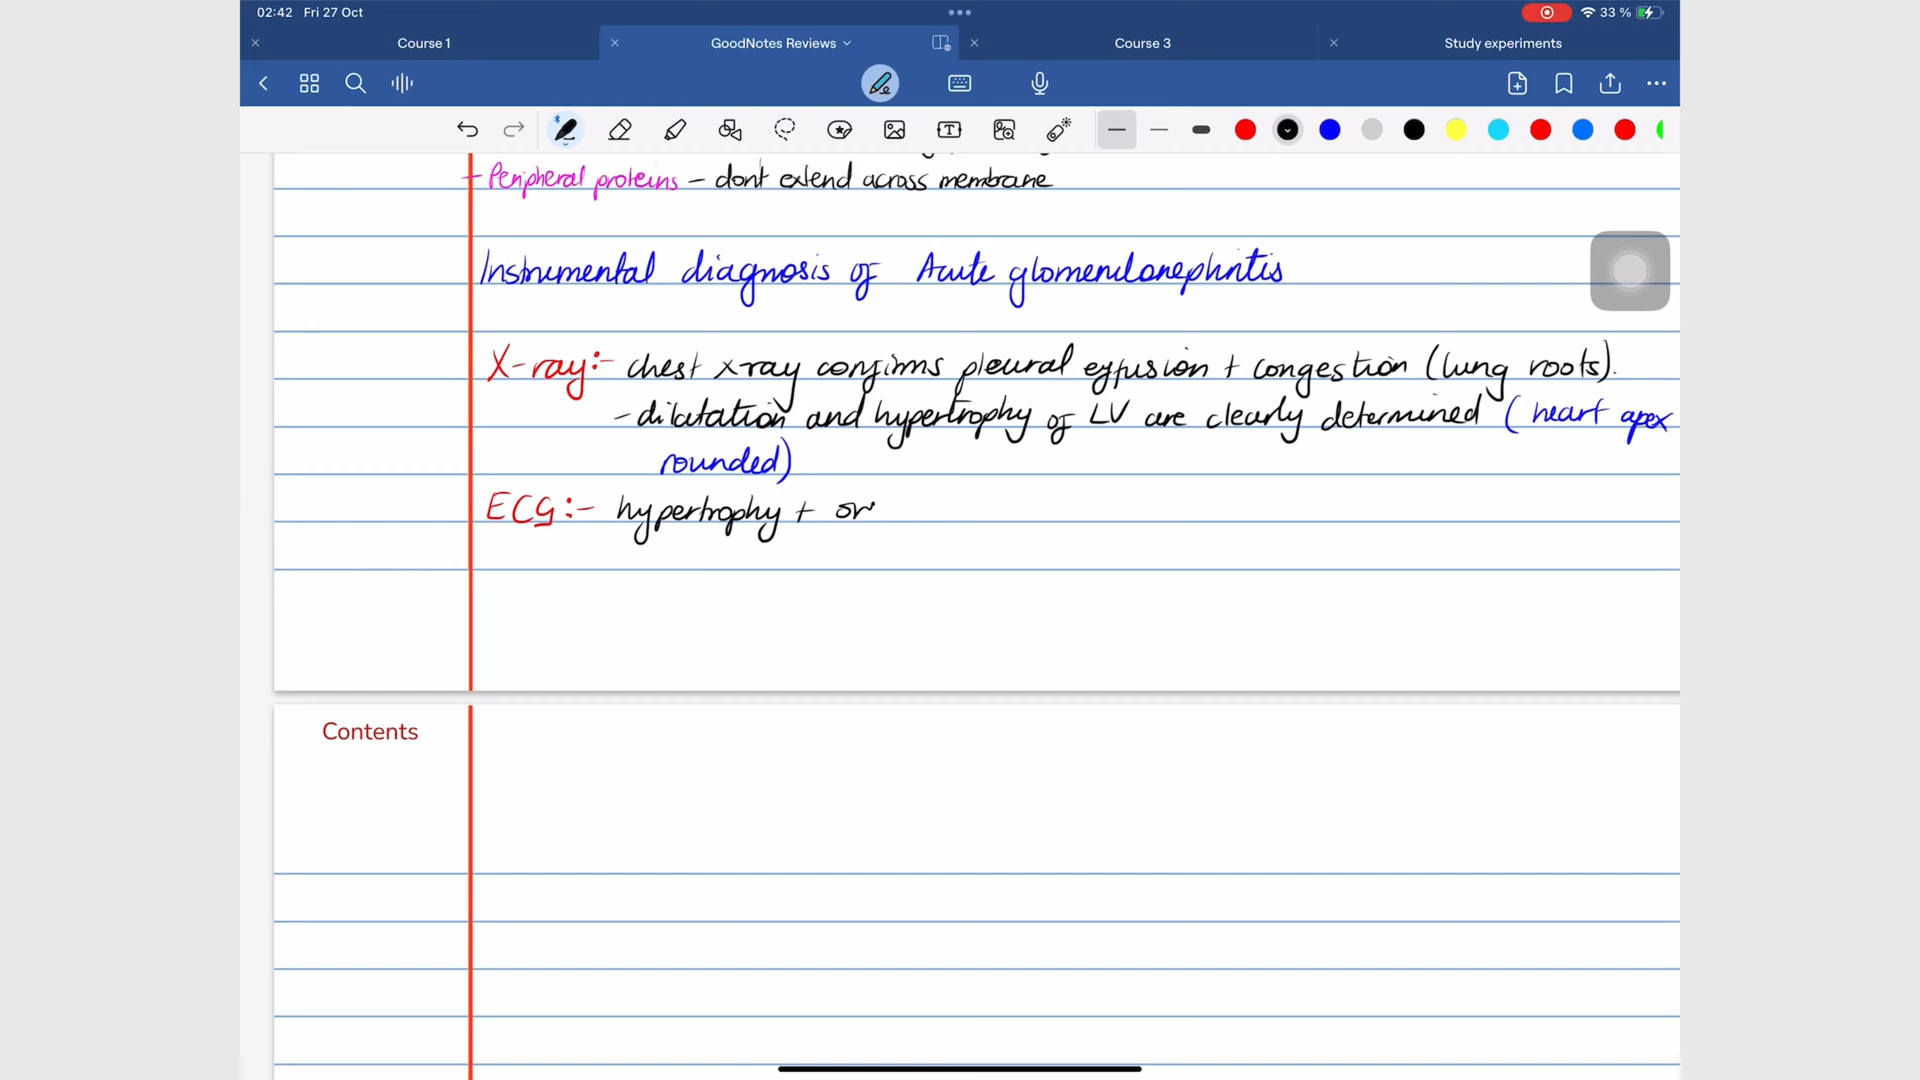 02:42 Fri 27 Oct
33 %
Course 1
GoodNotes Reviews
Course 3
Study experiments
- Peripheral proteins - dont extend across membrane
Instrumental diagnosis of Acute glomerulonephritis
X-ray:- chest x-ray confirms pleural effusion + congestion (lung roots).
- dilatation and hypertrophy of LV are clearly determined (heart apex
rounded)
ECG:- hypertrophy + or
Contents